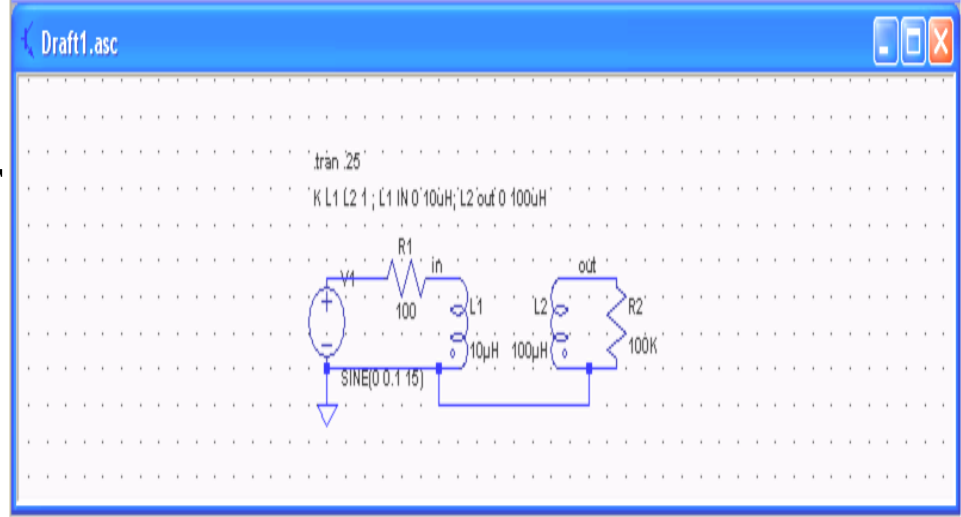 Draft1.asc
.tran .25
K L1 L2 1 ; L1 IN 0 10uH; L2 out 0 100uH
R1
in
out
V1
100
L1
L2
R2
10µH
100µH
100K
SINE(0 0.1 15)